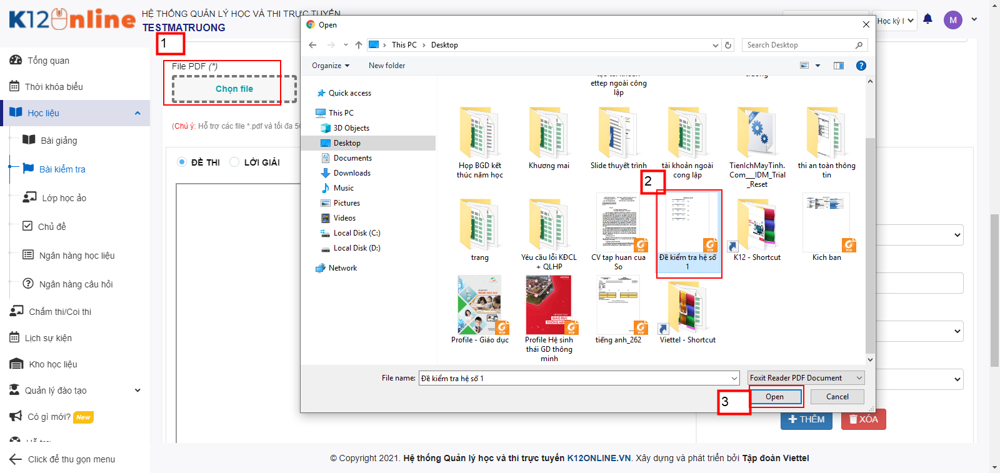 K12Online
HỆ THỐNG QUẢN LÝ HỌC VÀ THI TRỰC TUYẾN
TESTMATRUONG
Học kỳ I
M
Tổng quan
Thời khóa biểu
Học liệu
Bài giảng
Bài kiểm tra
Lớp học ảo
Chủ đề
Ngân hàng học liệu
Ngân hàng câu hỏi
Chấm thi/Coi thi
Lịch sự kiện
Kho học liệu
Quản lý đào tạo
Có gì mới? New
Hỗ trợ
Click để thu gọn menu
1
File PDF (*)
Chọn file
(Chú ý: Hỗ trợ các file *.pdf và tối đa 50
ĐỀ THI
LỜI GIẢI
Open
This PC
Desktop
Search Desktop
Organize
New folder
Quick access
This PC
3D Objects
Desktop
Documents
Downloads
Music
Pictures
Videos
Local Disk (C:)
Local Disk (D:)
Network
ettep ngoài công
lập
Họp BGD kết
thúc năm học
Khương mai
Slide thuyết trình
tài khoản ngoài
cong lập
TienIchMayTinh.
Com___IDM_Trial
_Reset
thi an toàn thông
tin
2
trang
Yêu cầu lỗi KĐCL
+ QLHP
CV tap huan cua
So
Đề kiểm tra hệ số
1
K12 - Shortcut
Kich ban
Profile - Giáo dục
Profile Hệ sinh
thái GD thông
minh
tiếng anh_262
Viettel - Shortcut
File name:
Đề kiểm tra hệ số 1
Foxit Reader PDF Document
3
Open
Cancel
THÊM
XÓA
© Copyright 2021. Hệ thống Quản lý học và thi trực tuyến K12ONLINE.VN. Xây dựng và phát triển bởi Tập đoàn Viettel